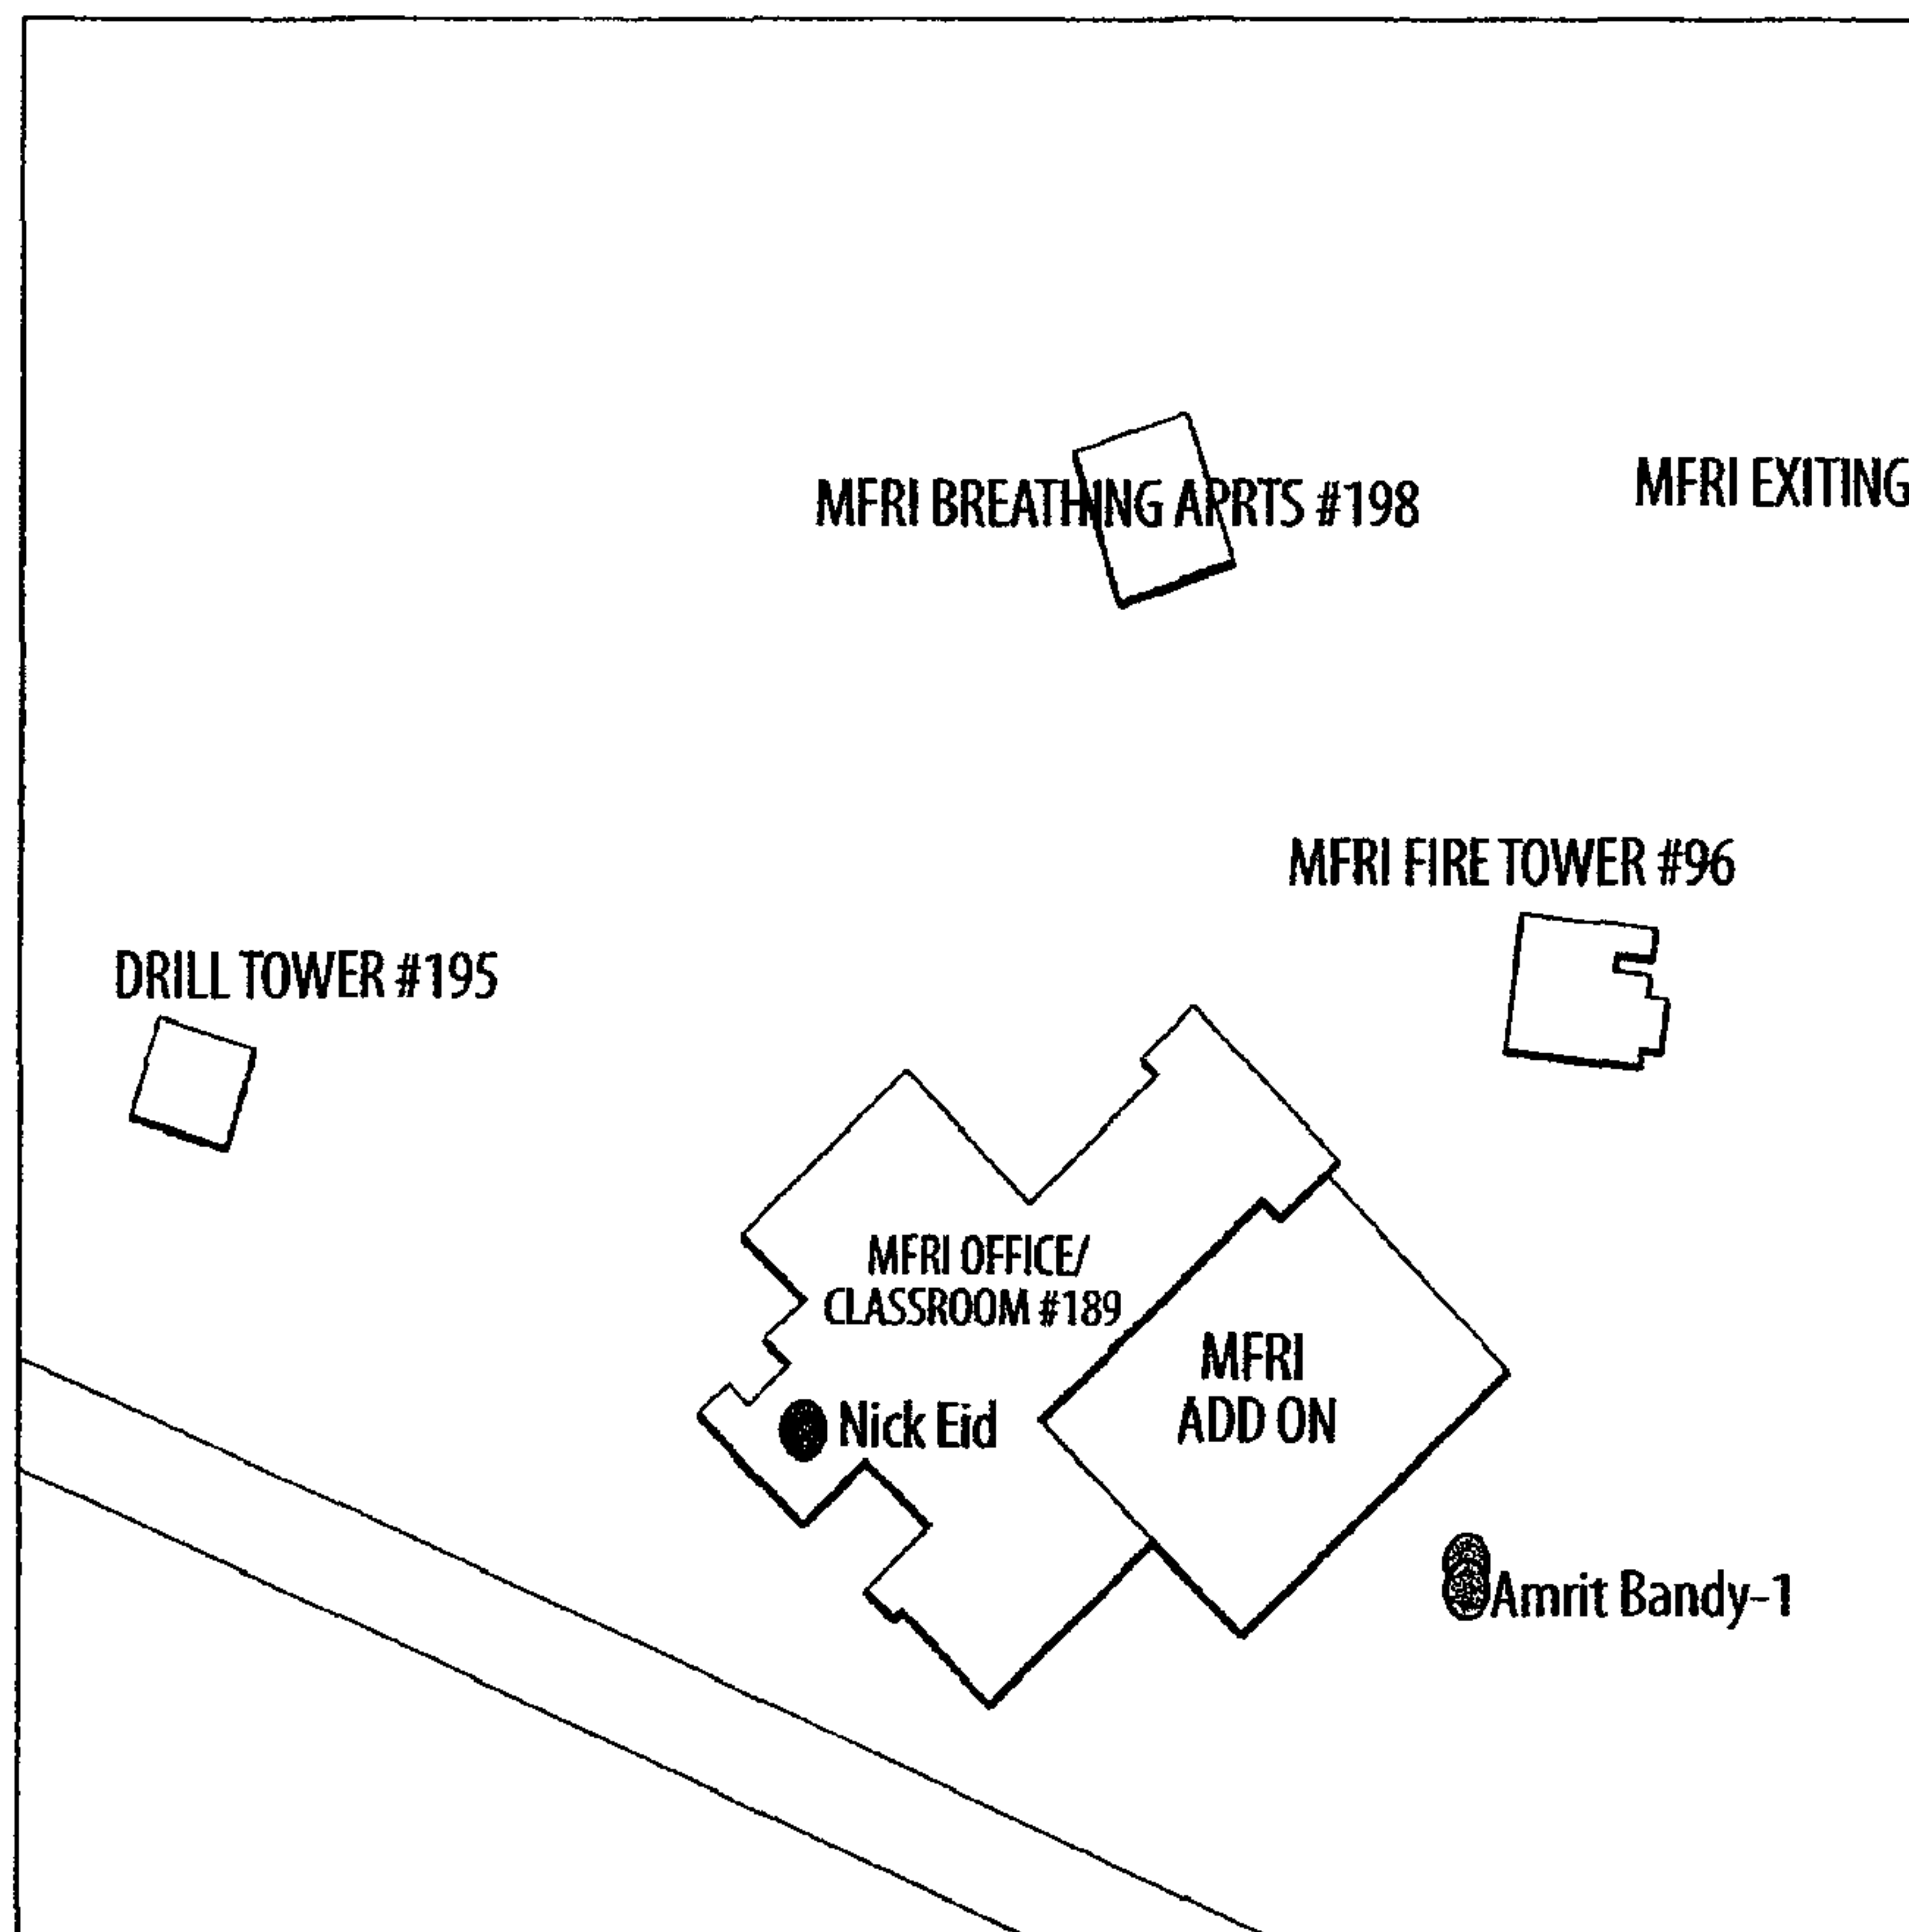 MFRI BREATHING APRTS #198
MFRI EXITING
MFRI FIRE TOWER #96
DRILL TOWER #195
MFRI OFFICE/
CLASSROOM #189
MFRI
ADD ON
Nick Eid
Amrit Bandy-1